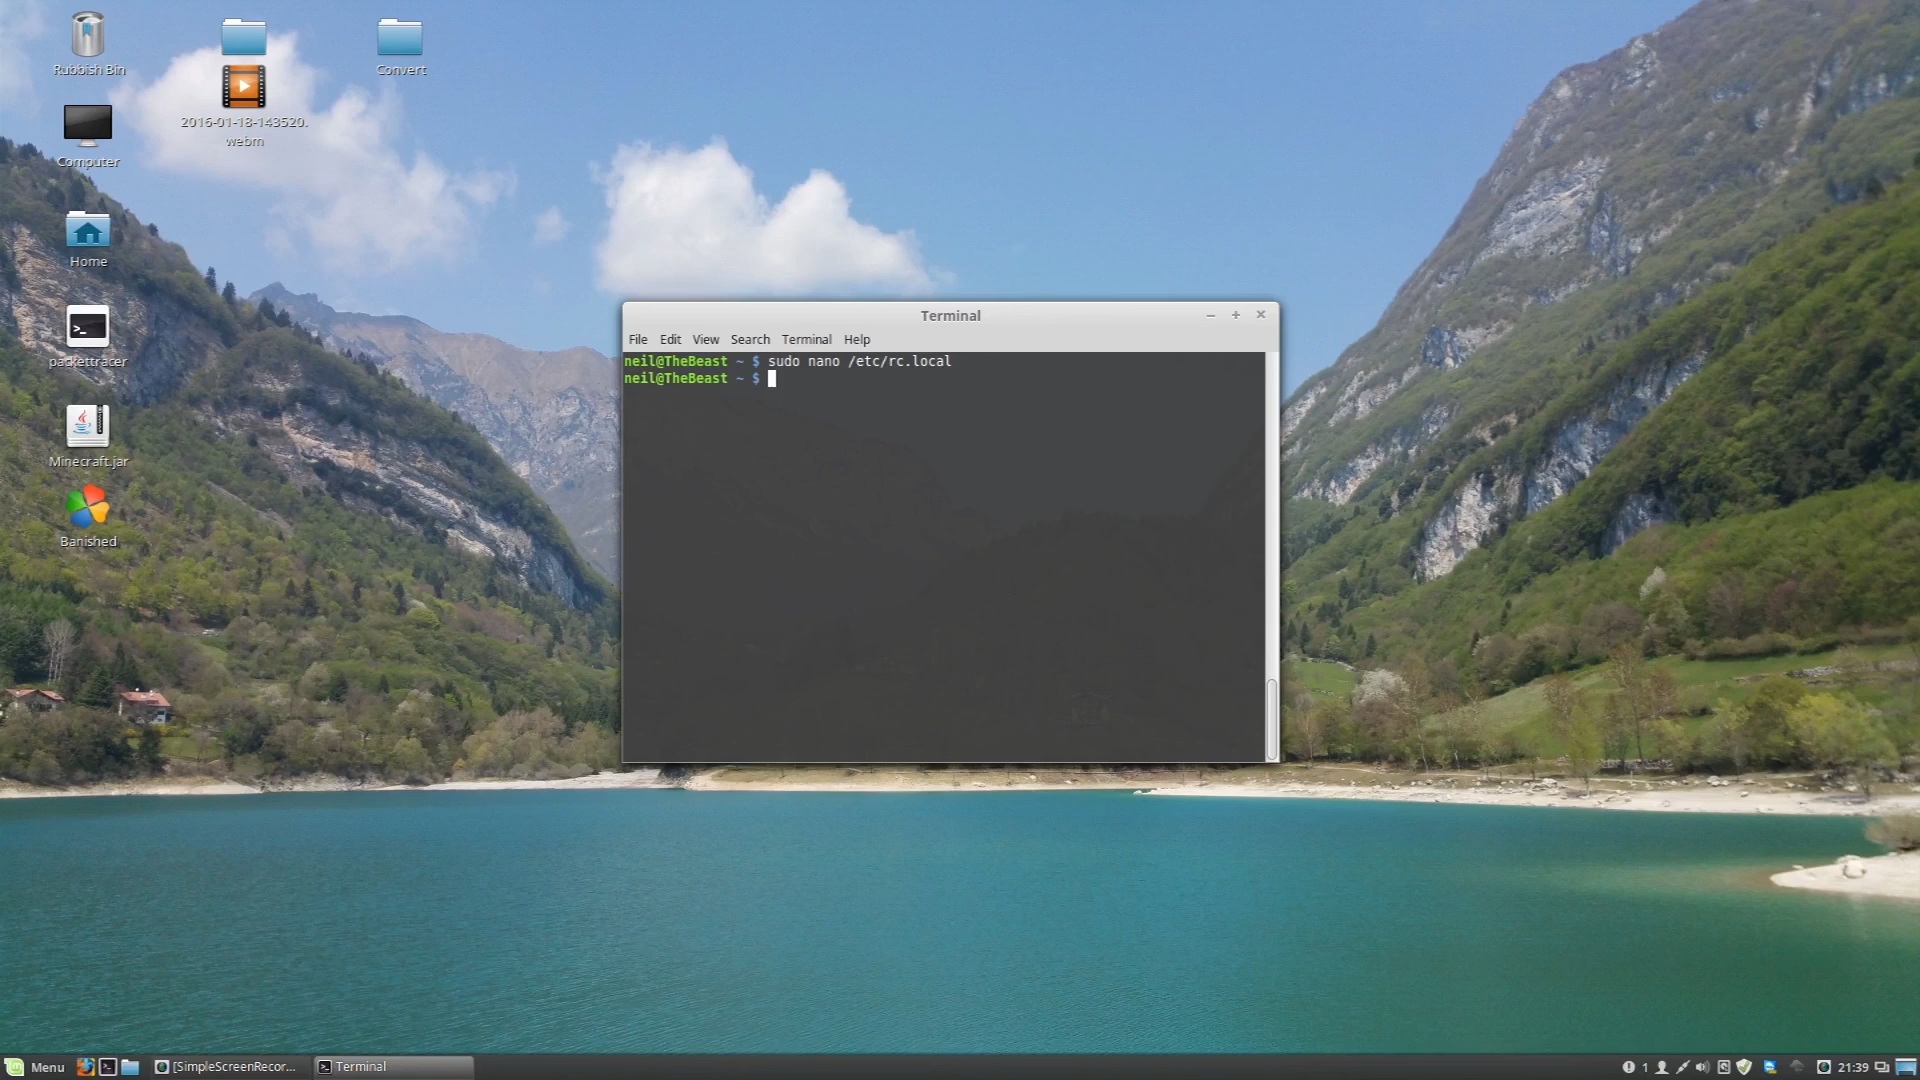 Rubbish Bin
Convert
2016-01-18-143520.
webm
Computer
Home
packettracer
Minecraft.jar
Banished
Terminal
File Edit View Search Terminal Help
neil@TheBeast ~ $ sudo nano /etc/rc.local
neil@TheBeast ~ $
Menu [SimpleScreenRecor... Terminal 1 21:39